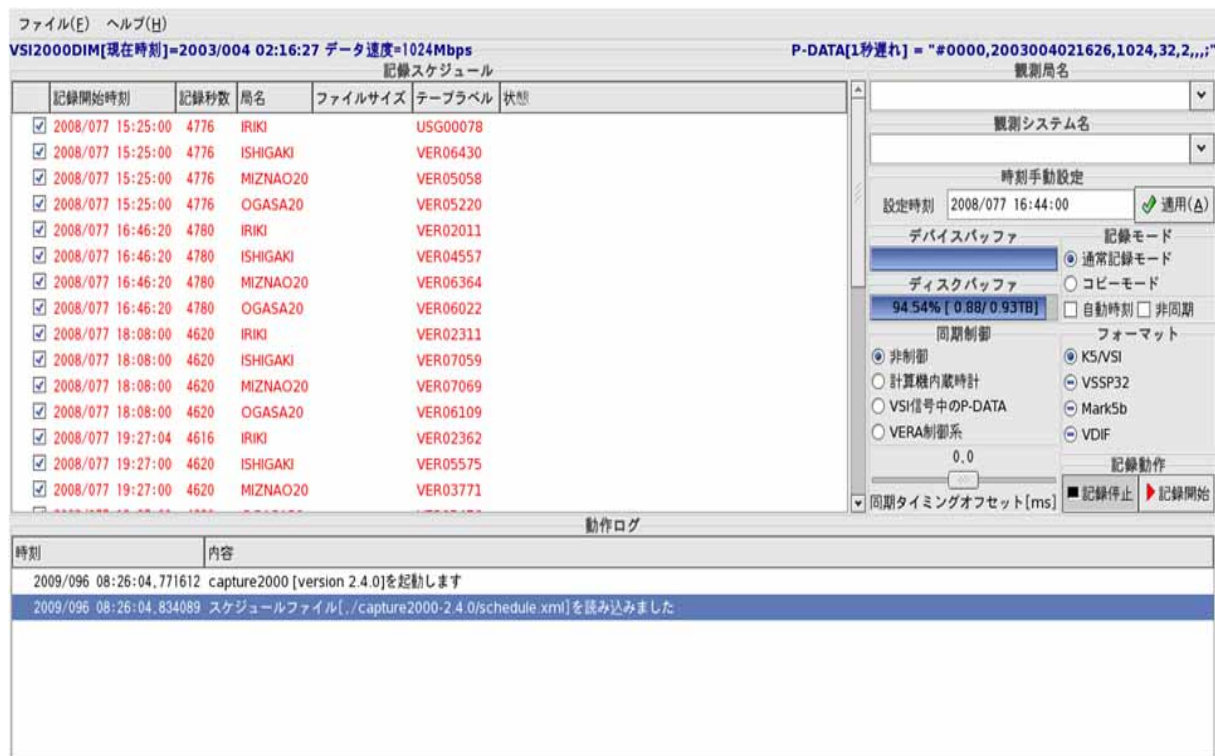 ファイル(F) ヘルプ(H)
VSI2000DIM[現在時刻]=2003/004 02:16:27 データ速度=1024Mbps
P-DATA[1秒遅れ] = "#0000,2003004021626,1024,32,2,,,;"
記録スケジュール
記録開始時刻 記録秒数 局名 ファイルサイズ テープラベル 状態
2008/077 15:25:00 4776 IRIKI USG00078
2008/077 15:25:00 4776 ISHIGAKI VER06430
2008/077 15:25:00 4776 MIZNAO20 VER05058
2008/077 15:25:00 4776 OGASA20 VER05220
2008/077 16:46:20 4780 IRIKI VER02011
2008/077 16:46:20 4780 ISHIGAKI VER04557
2008/077 16:46:20 4780 MIZNAO20 VER06364
2008/077 16:46:20 4780 OGASA20 VER06022
2008/077 18:08:00 4620 IRIKI VER02311
2008/077 18:08:00 4620 ISHIGAKI VER07059
2008/077 18:08:00 4620 MIZNAO20 VER07069
2008/077 18:08:00 4620 OGASA20 VER06109
2008/077 19:27:04 4616 IRIKI VER02362
2008/077 19:27:00 4620 ISHIGAKI VER05575
2008/077 19:27:00 4620 MIZNAO20 VER03771
観測局名
観測システム名
時刻手動設定
設定時刻 2008/077 16:44:00 適用(A)
デバイスバッファ
ディスクバッファ
94.54% [ 0.88/ 0.93TB]
記録モード
通常記録モード
コピーモード
自動時刻 非同期
同期制御
非制御
計算機内蔵時計
VSI信号中のP-DATA
VERA制御系
0.0
同期タイミングオフセット[ms]
フォーマット
K5/VSI
VSSP32
Mark5b
VDIF
記録動作
記録停止 記録開始
動作ログ
時刻 内容
2009/096 08:26:04.771612 capture2000 [version 2.4.0]を起動します
2009/096 08:26:04.834089 スケジュールファイル[./capture2000-2.4.0/schedule.xml]を読み込みました